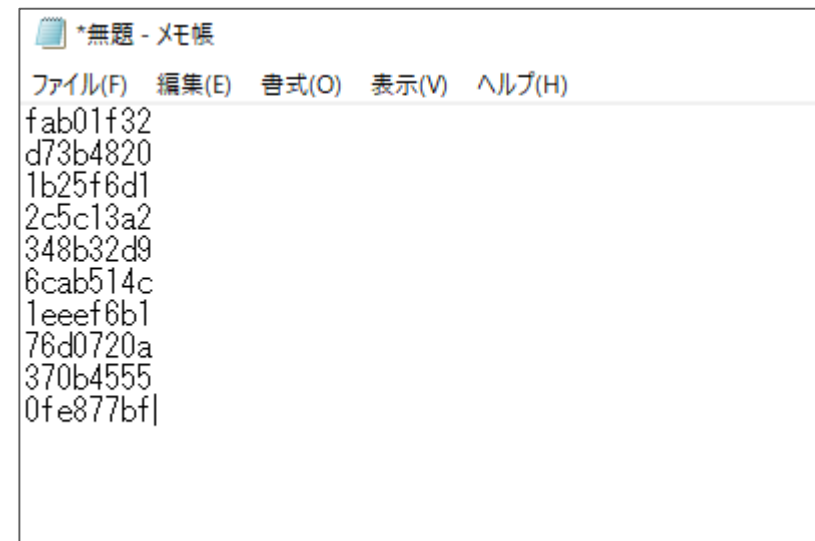 *無題 - メモ帳
ファイル(F) 編集(E) 書式(O) 表示(V) ヘルプ(H)
fab01f32
d73b4820
1b25f6d1
2c5c13a2
348b32d9
6cab514c
1eeef6b1
76d0720a
370b4555
0fe877bf